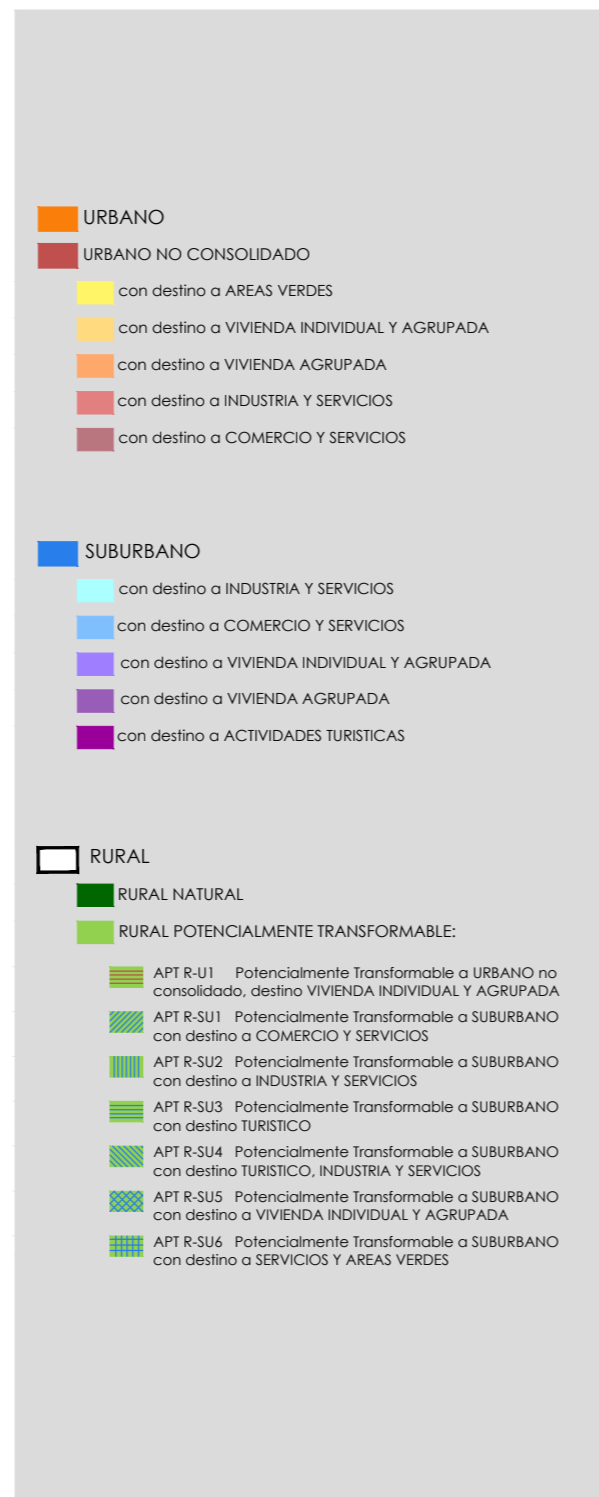 URBANO
URBANO NO CONSOLIDADO
con destino a AREAS VERDES
con destino a VIVIENDA INDIVIDUAL Y AGRUPADA
con destino a VIVIENDA AGRUPADA
con destino a INDUSTRIA Y SERVICIOS
con destino a COMERCIO Y SERVICIOS
SUBURBANO
con destino a INDUSTRIA Y SERVICIOS
con destino a COMERCIO Y SERVICIOS
con destino a VIVIENDA INDIVIDUAL Y AGRUPADA
con destino a VIVIENDA AGRUPADA
con destino a ACTIVIDADES TURISTICAS
RURAL
RURAL NATURAL
RURAL POTENCIALMENTE TRANSFORMABLE:
APT R-U1 Potencialmente Transformable a URBANO no
consolidado, destino VIVIENDA INDIVIDUAL Y AGRUPADA
APT R-SU1 Potencialmente Transformable a SUBURBANO
con destino a COMERCIO Y SERVICIOS
APT R-SU2 Potencialmente Transformable a SUBURBANO
con destino a INDUSTRIA Y SERVICIOS
APT R-SU3 Potencialmente Transformable a SUBURBANO
con destino TURISTICO
APT R-SU4 Potencialmente Transformable a SUBURBANO
con destino TURISTICO, INDUSTRIA Y SERVICIOS
APT R-SU5 Potencialmente Transformable a SUBURBANO
con destino a VIVIENDA INDIVIDUAL Y AGRUPADA
APT R-SU6 Potencialmente Transformable a SUBURBANO
con destino a SERVICIOS Y AREAS VERDES